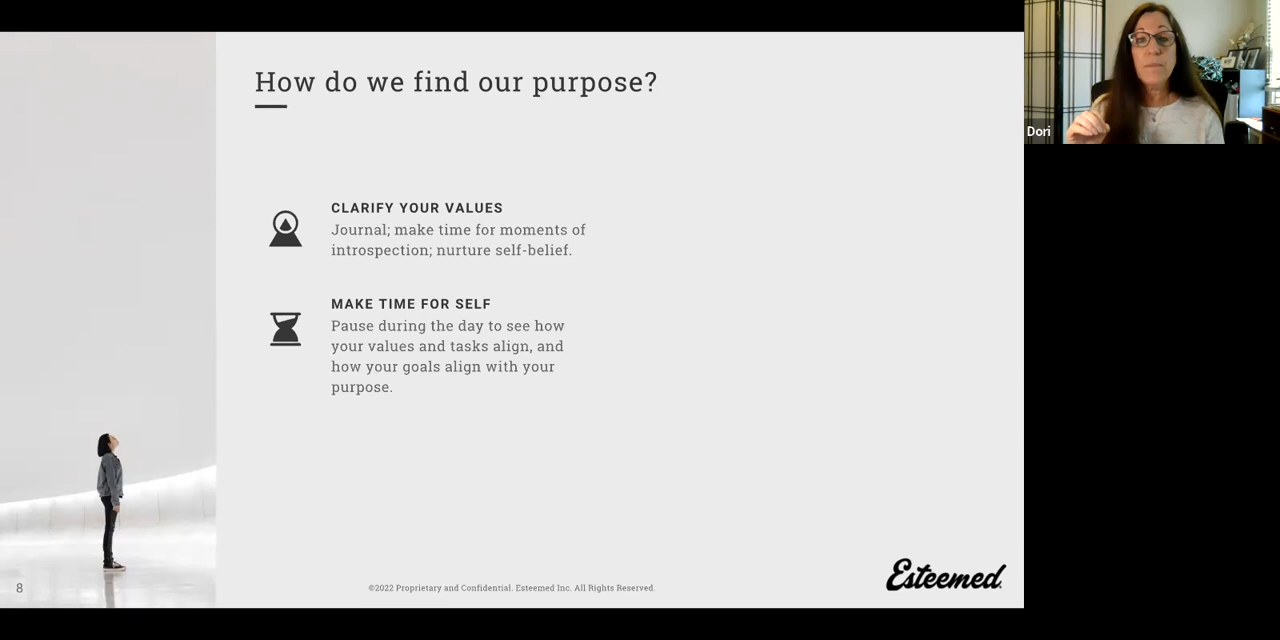 How do we find our purpose?
CLARIFY YOUR VALUES
Journal; make time for moments of
introspection; nurture self-belief.
MAKE TIME FOR SELF
Pause during the day to see how
your values and tasks align, and
how your goals align with your
purpose.
8
©2022 Proprietary and Confidential. Esteemed Inc. All Rights Reserved.
Esteemed
Dori